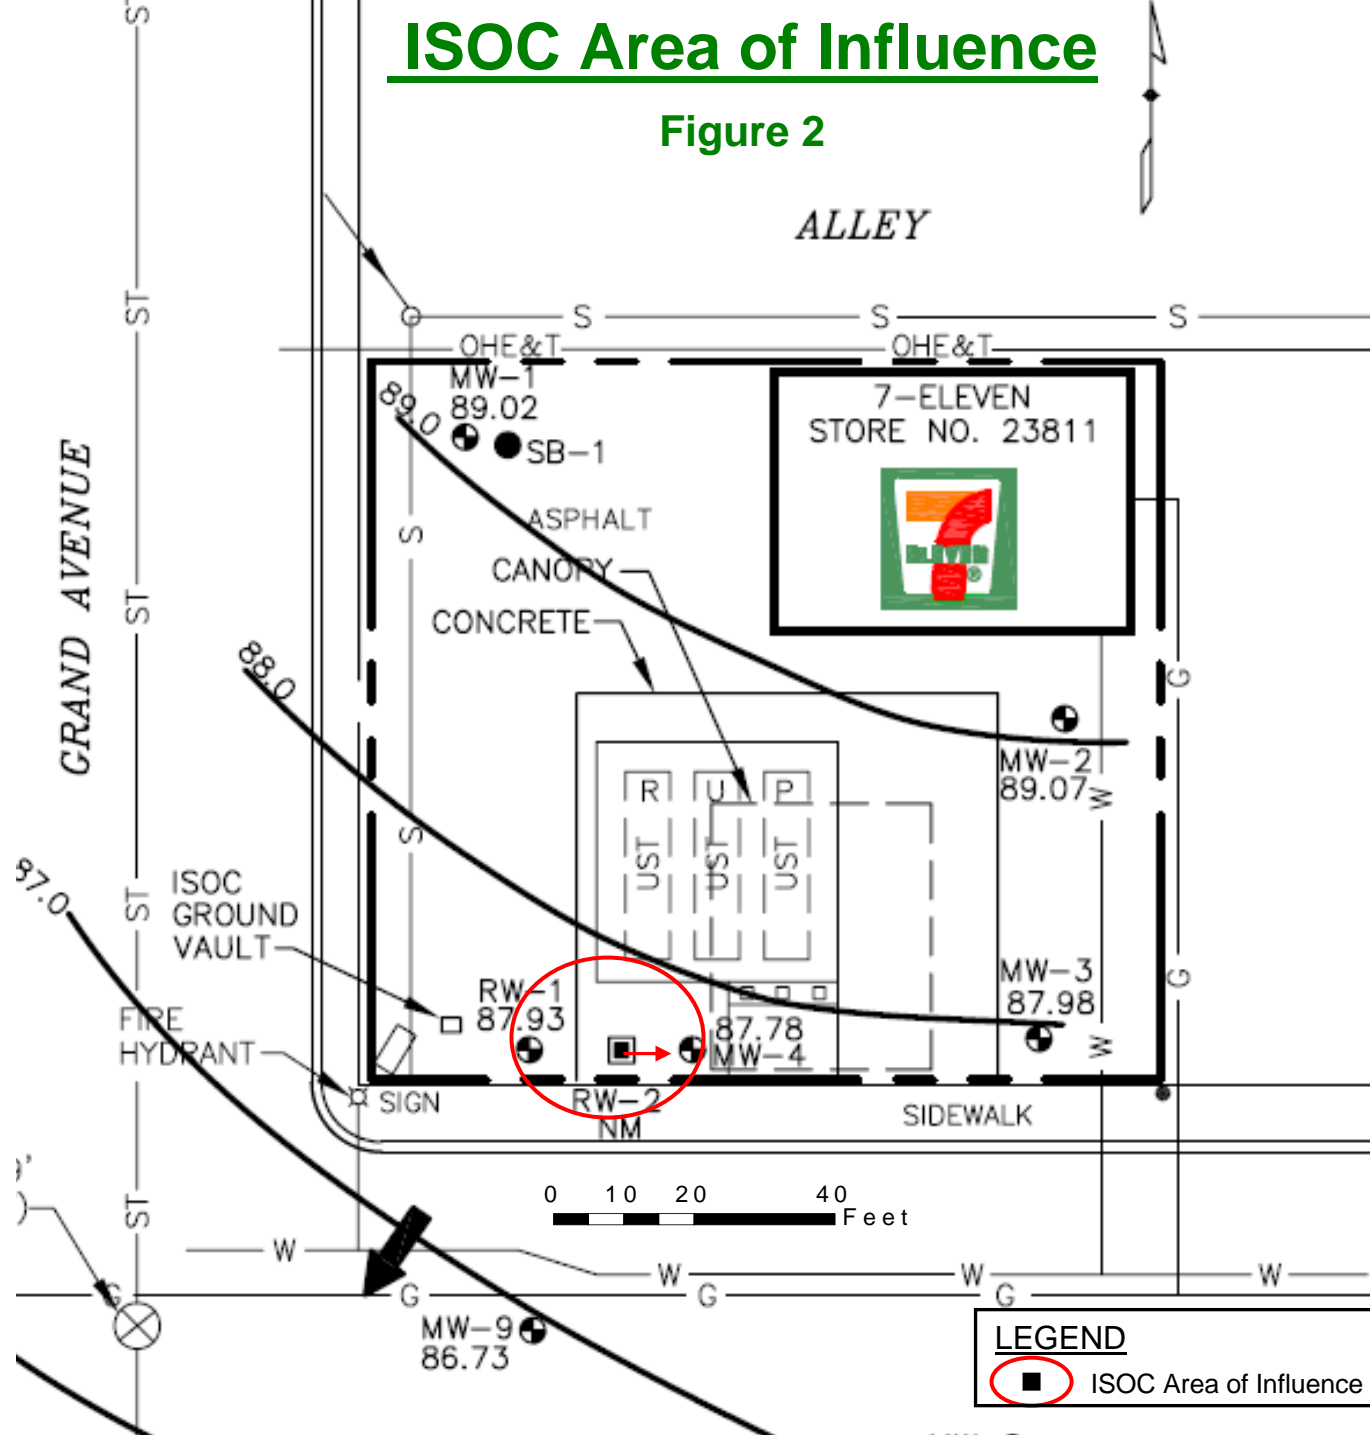 ISOC Area of Influence
Figure 2
ST
ALLEY
ST
S
S
S
OHE&T
OHE&T
MW-1
89.02
89.0
SB-1
7-ELEVEN
STORE NO. 23811
ELEVEN
®
GRAND AVENUE
ASPHALT
S
CANOPY
CONCRETE
ST
88.0
G
MW-2
89.07
W
R
U
P
UST
UST
UST
S
87.0
ST
ISOC
GROUND
VAULT
RW-1
87.93
MW-3
87.98
G
87.78
MW-4
W
FIRE
HYDRANT
SIGN
RW-2
NM
SIDEWALK
ST
0 10 20 40
Feet
W
W
W
W
G
G
G
G
MW-9
86.73
LEGEND
ISOC Area of Influence